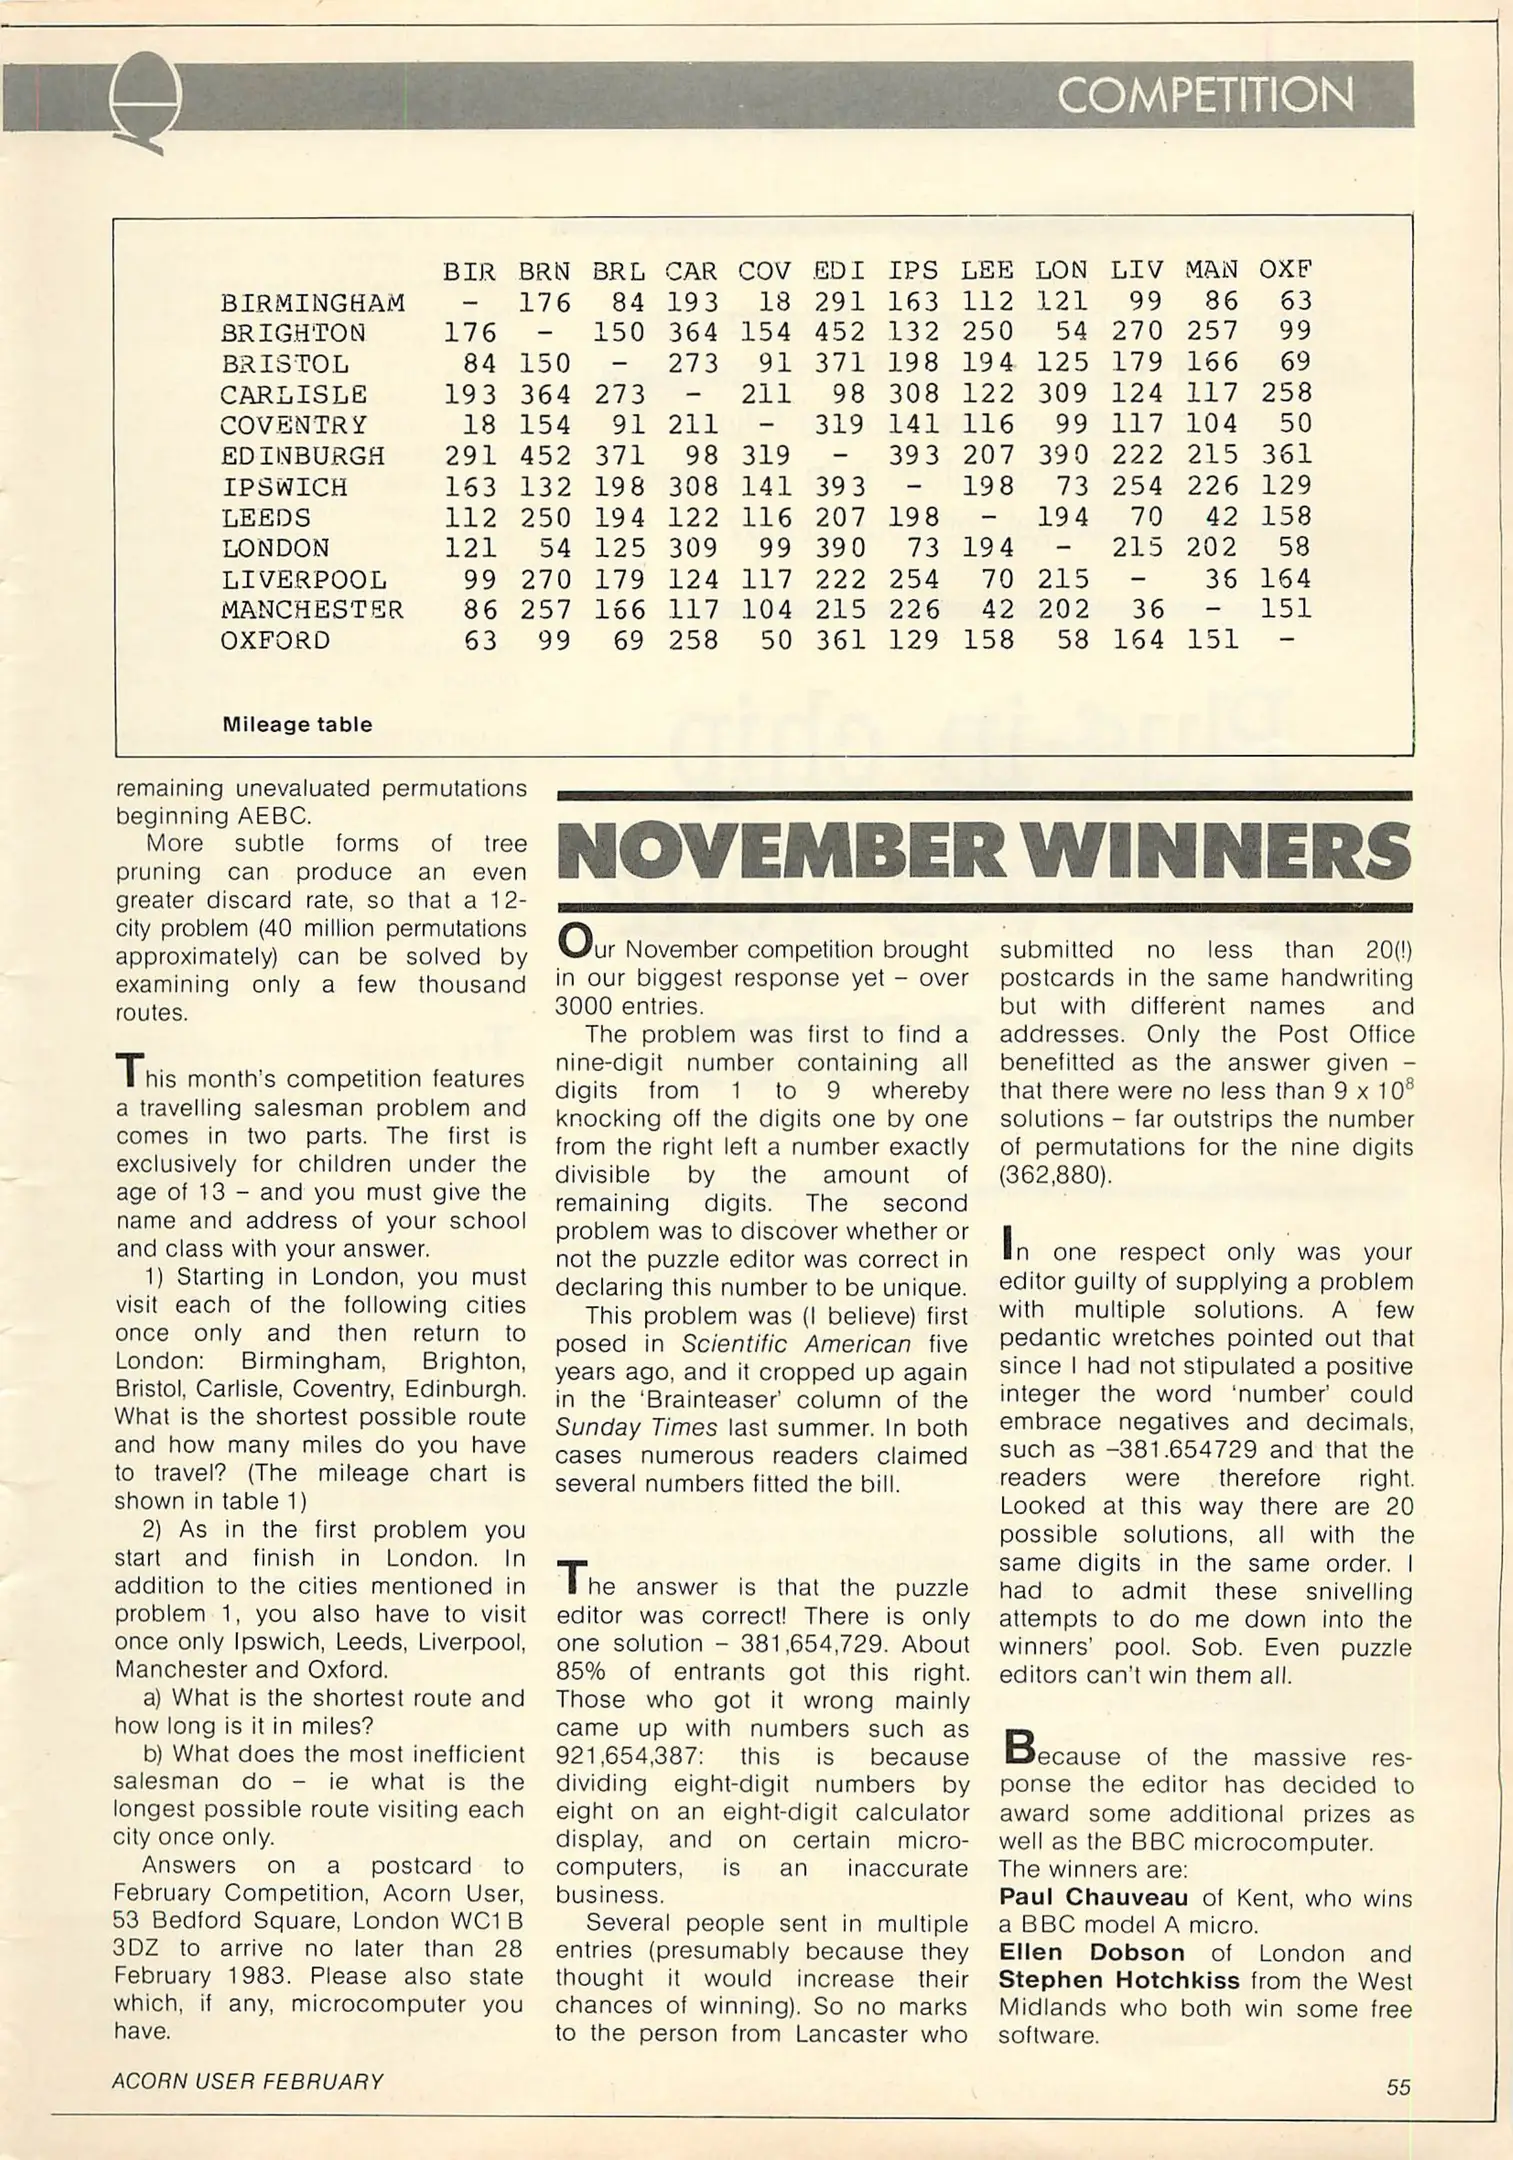 COMPETITION
BIR BRN BRL CAR COV EDI IPS LEE LON LIV MAN OXF
BIRMINGHAM – 176 84 193 18 291 163 112 121 99 86 63
BRIGHTON 176 – 150 364 154 452 132 250 54 270 257 99
BRISTOL 84 150 – 273 91 371 198 194 125 179 166 69
CARLISLE 193 364 273 – 211 98 308 122 309 124 117 258
COVENTRY 18 154 91 211 – 319 141 116 99 117 104 50
EDINBURGH 291 452 371 98 319 – 393 207 390 222 215 361
IPSWICH 163 132 198 308 141 393 – 198 73 254 226 129
LEEDS 112 250 194 122 116 207 198 – 194 70 42 158
LONDON 121 54 125 309 99 390 73 194 – 215 202 58
LIVERPOOL 99 270 179 124 117 222 254 70 215 – 36 164
MANCHESTER 86 257 166 117 104 215 226 42 202 36 – 151
OXFORD 63 99 69 258 50 361 129 158 58 164 151 –
Mileage table
remaining unevaluated permutations
beginning AEBC.
More subtle forms of tree
pruning can produce an even
greater discard rate, so that a 12-
city problem (40 million permutations
approximately) can be solved by
examining only a few thousand
routes.
This month's competition features
a travelling salesman problem and
comes in two parts. The first is
exclusively for children under the
age of 13 – and you must give the
name and address of your school
and class with your answer.
1) Starting in London, you must
visit each of the following cities
once only and then return to
London: Birmingham, Brighton,
Bristol, Carlisle, Coventry, Edinburgh.
What is the shortest possible route
and how many miles do you have
to travel? (The mileage chart is
shown in table 1)
2) As in the first problem you
start and finish in London. In
addition to the cities mentioned in
problem 1, you also have to visit
once only Ipswich, Leeds, Liverpool,
Manchester and Oxford.
a) What is the shortest route and
how long is it in miles?
b) What does the most inefficient
salesman do – ie what is the
longest possible route visiting each
city once only.
Answers on a postcard to
February Competition, Acorn User,
53 Bedford Square, London WC1B
3DZ to arrive no later than 28
February 1983. Please also state
which, if any, microcomputer you
have.
NOVEMBER WINNERS
Our November competition brought
in our biggest response yet – over
3000 entries.
The problem was first to find a
nine-digit number containing all
digits from 1 to 9 whereby
knocking off the digits one by one
from the right left a number exactly
divisible by the amount of
remaining digits. The second
problem was to discover whether or
not the puzzle editor was correct in
declaring this number to be unique.
This problem was (I believe) first
posed in Scientific American five
years ago, and it cropped up again
in the 'Brainteaser' column of the
Sunday Times last summer. In both
cases numerous readers claimed
several numbers fitted the bill.
The answer is that the puzzle
editor was correct! There is only
one solution – 381,654,729. About
85% of entrants got this right.
Those who got it wrong mainly
came up with numbers such as
921,654,387: this is because
dividing eight-digit numbers by
eight on an eight-digit calculator
display, and on certain micro-
computers, is an inaccurate
business.
Several people sent in multiple
entries (presumably because they
thought it would increase their
chances of winning). So no marks
to the person from Lancaster who
submitted no less than 20(!)
postcards in the same handwriting
but with different names and
addresses. Only the Post Office
benefitted as the answer given –
that there were no less than 9 x 10⁸
solutions – far outstrips the number
of permutations for the nine digits
(362,880).
In one respect only was your
editor guilty of supplying a problem
with multiple solutions. A few
pedantic wretches pointed out that
since I had not stipulated a positive
integer the word 'number' could
embrace negatives and decimals,
such as –381.654729 and that the
readers were therefore right.
Looked at this way there are 20
possible solutions, all with the
same digits in the same order. I
had to admit these snivelling
attempts to do me down into the
winners' pool. Sob. Even puzzle
editors can't win them all.
Because of the massive res-
ponse the editor has decided to
award some additional prizes as
well as the BBC microcomputer.
The winners are:
Paul Chauveau of Kent, who wins
a BBC model A micro.
Ellen Dobson of London and
Stephen Hotchkiss from the West
Midlands who both win some free
software.
ACORN USER FEBRUARY
55